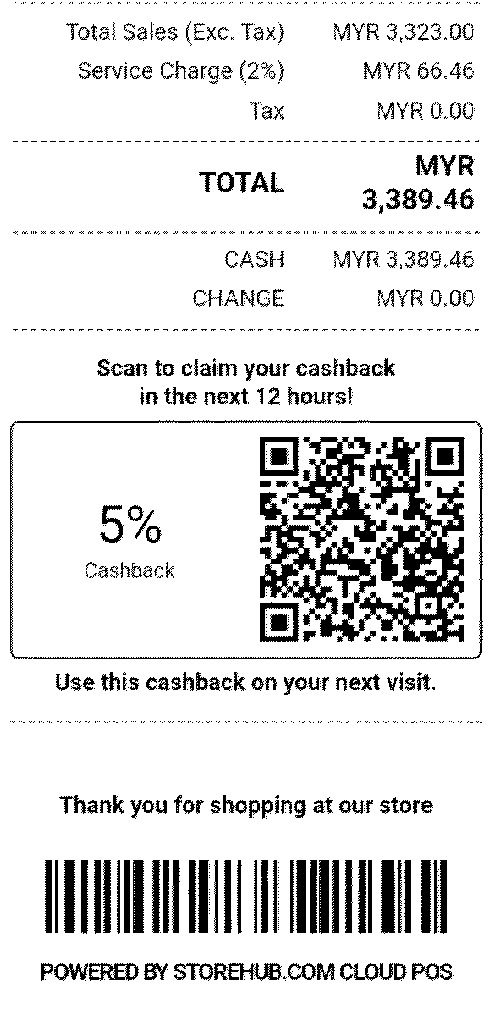 Total Sales (Exc. Tax) MYR 3,323.00
Service Charge (2%) MYR 66.46
Tax MYR 0.00
TOTAL MYR 3,389.46
CASH MYR 3,389.46
CHANGE MYR 0.00
Scan to claim your cashback
in the next 12 hours!
5%
Cashback
Use this cashback on your next visit.
Thank you for shopping at our store
POWERED BY STOREHUB.COM CLOUD POS